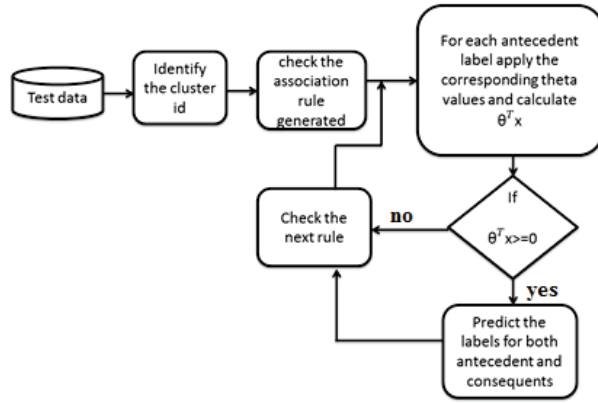 Test data
Identify
the cluster
id
check the
association
rule
generated
For each antecedent
label apply the
corresponding theta
values and calculate
θᵀx
If
θᵀx>=0
no
Check the
next rule
yes
Predict the
labels for both
antecedent and
consequents